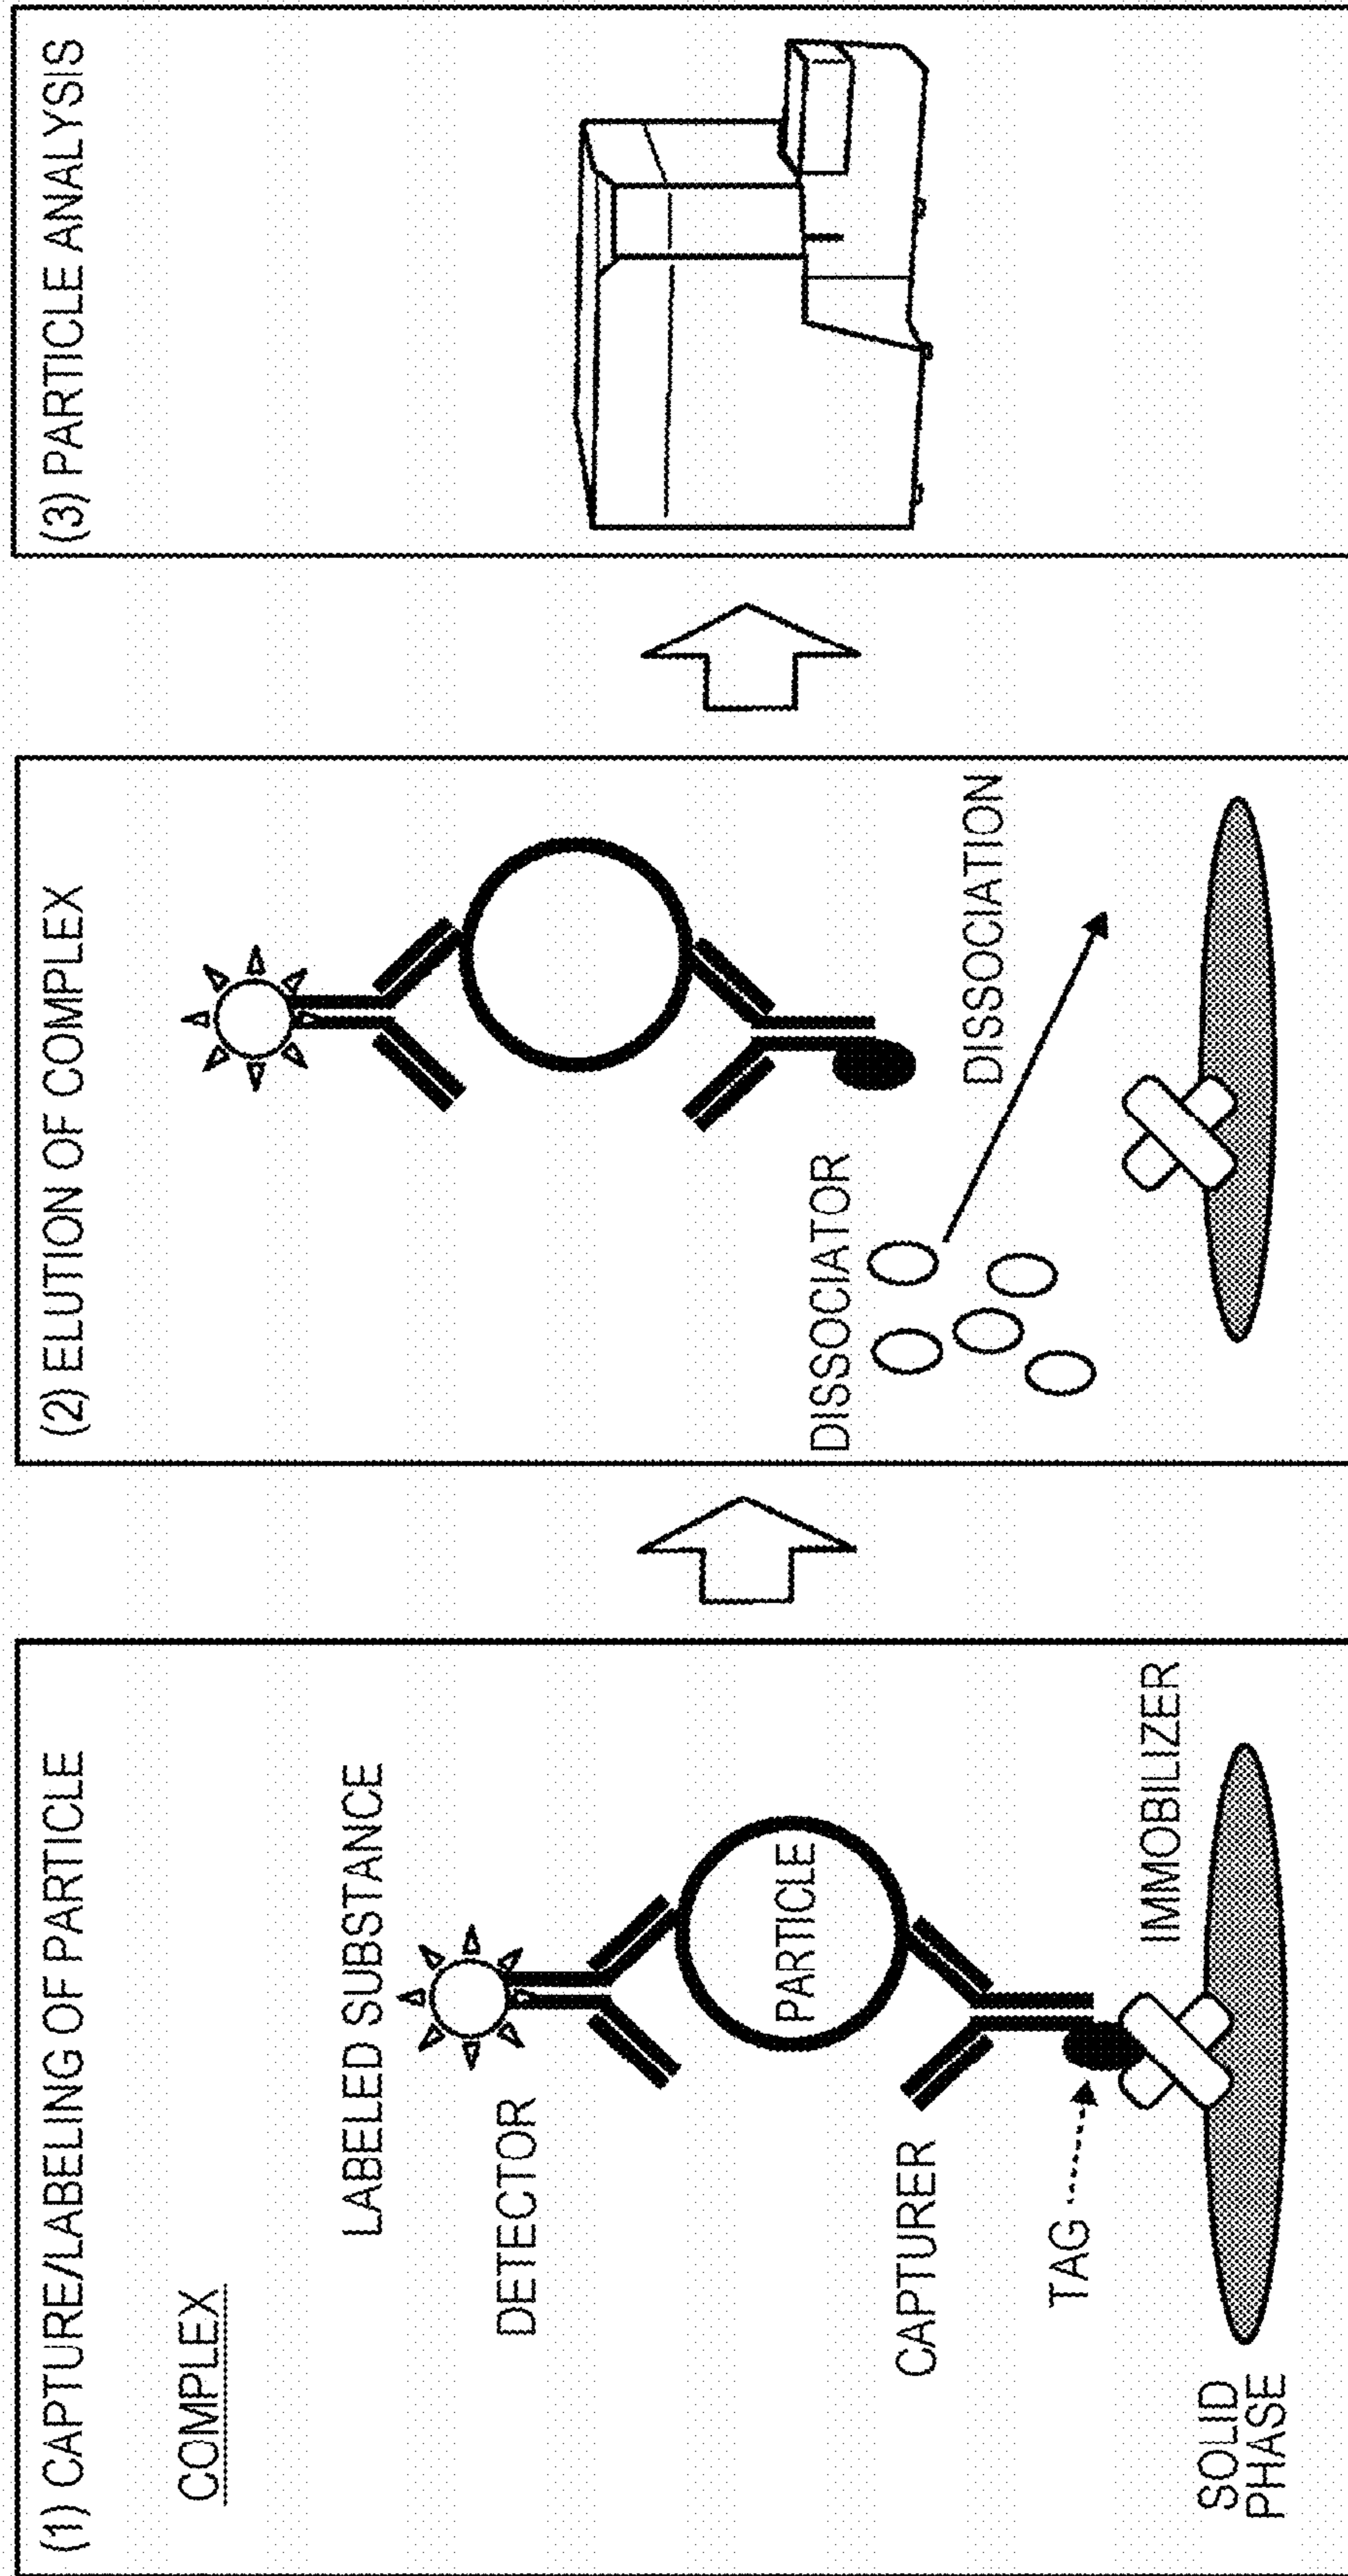 (1) CAPTURE/LABELING OF PARTICLE
COMPLEX
LABELED SUBSTANCE
DETECTOR
PARTICLE
CAPTURER
TAG
IMMOBILIZER
SOLID
PHASE
(2) ELUTION OF COMPLEX
DISSOCIATOR
DISSOCIATION
(3) PARTICLE ANALYSIS